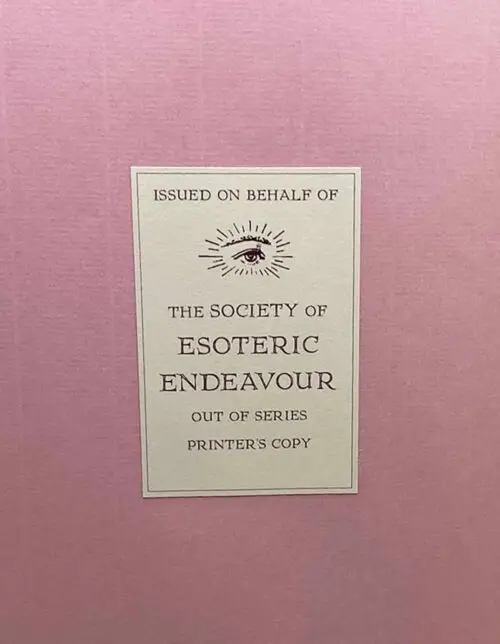 ISSUED ON BEHALF OF
THE SOCIETY OF
ESOTERIC
ENDEAVOUR
OUT OF SERIES
PRINTER'S COPY